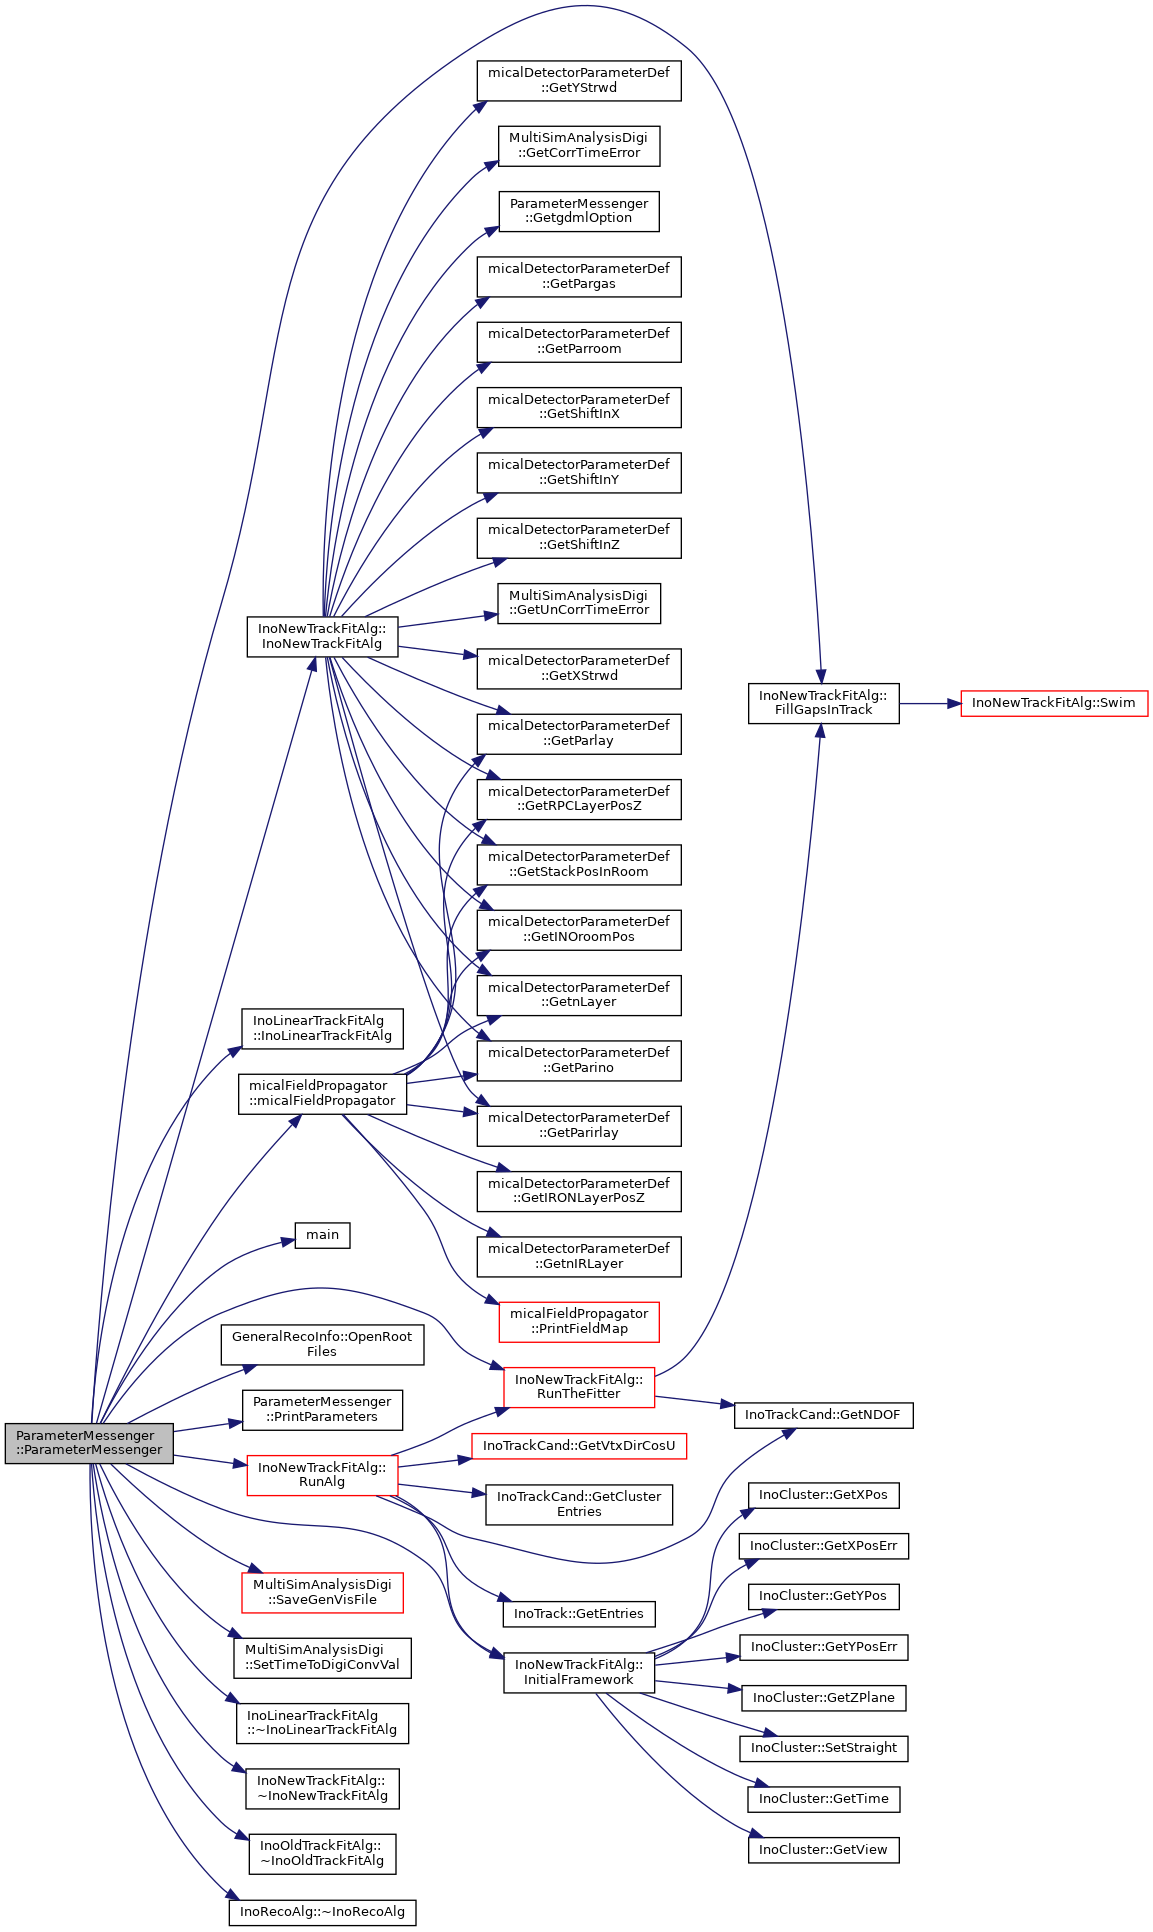 micalDetectorParameterDef
::GetYStrwd
MultiSimAnalysisDigi
::GetCorrTimeError
ParameterMessenger
::GetgdmlOption
micalDetectorParameterDef
::GetPargas
micalDetectorParameterDef
::GetParroom
micalDetectorParameterDef
::GetShiftInX
micalDetectorParameterDef
::GetShiftInY
micalDetectorParameterDef
::GetShiftInZ
MultiSimAnalysisDigi
::GetUnCorrTimeError
InoNewTrackFitAlg::
InoNewTrackFitAlg
micalDetectorParameterDef
::GetXStrwd
InoNewTrackFitAlg::
FillGapsInTrack
InoNewTrackFitAlg::Swim
micalDetectorParameterDef
::GetParlay
micalDetectorParameterDef
::GetRPCLayerPosZ
micalDetectorParameterDef
::GetStackPosInRoom
micalDetectorParameterDef
::GetINOroomPos
micalDetectorParameterDef
::GetnLayer
InoLinearTrackFitAlg
::InoLinearTrackFitAlg
micalDetectorParameterDef
::GetParino
micalFieldPropagator
::micalFieldPropagator
micalDetectorParameterDef
::GetParirlay
micalDetectorParameterDef
::GetIRONLayerPosZ
main
micalDetectorParameterDef
::GetnIRLayer
micalFieldPropagator
::PrintFieldMap
GeneralRecoInfo::OpenRoot
Files
InoNewTrackFitAlg::
RunTheFitter
ParameterMessenger
::PrintParameters
InoTrackCand::GetNDOF
ParameterMessenger
::ParameterMessenger
InoTrackCand::GetVtxDirCosU
InoNewTrackFitAlg::
RunAlg
InoTrackCand::GetCluster
Entries
InoCluster::GetXPos
InoCluster::GetXPosErr
MultiSimAnalysisDigi
::SaveGenVisFile
InoCluster::GetYPos
InoTrack::GetEntries
InoCluster::GetYPosErr
MultiSimAnalysisDigi
::SetTimeToDigiConvVal
InoNewTrackFitAlg::
InitialFramework
InoCluster::GetZPlane
InoLinearTrackFitAlg
::~InoLinearTrackFitAlg
InoCluster::SetStraight
InoNewTrackFitAlg::
~InoNewTrackFitAlg
InoCluster::GetTime
InoOldTrackFitAlg::
~InoOldTrackFitAlg
InoCluster::GetView
InoRecoAlg::~InoRecoAlg